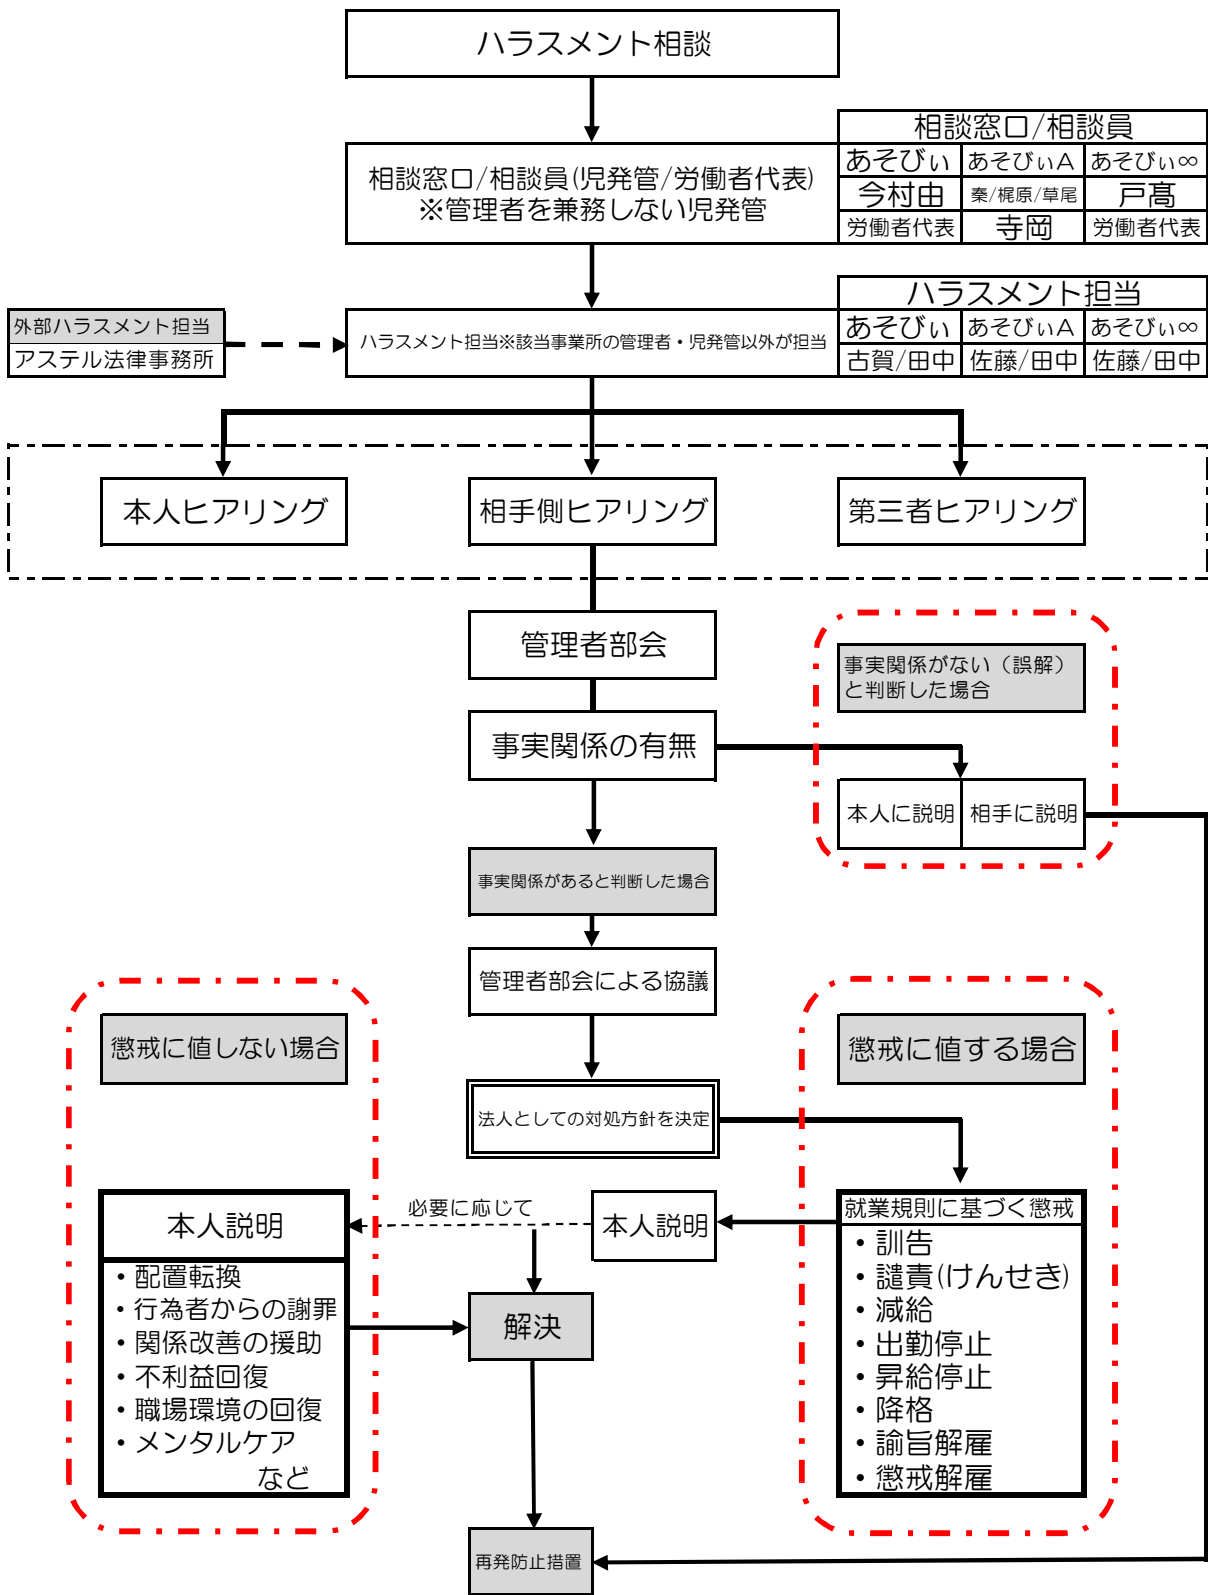 ハラスメント相談
相談窓口/相談員(児発管/労働者代表)
※管理者を兼務しない児発管
相談窓口/相談員
あそびぃ あそびぃA あそびぃ∞
今村由 秦/梶原/草尾 戸髙
労働者代表 寺岡 労働者代表
外部ハラスメント担当
アステル法律事務所
ハラスメント担当※該当事業所の管理者・児発管以外が担当
ハラスメント担当
あそびぃ あそびぃA あそびぃ∞
古賀/田中 佐藤/田中 佐藤/田中
本人ヒアリング
相手側ヒアリング
第三者ヒアリング
管理者部会
事実関係の有無
事実関係がない（誤解）
と判断した場合
本人に説明 相手に説明
事実関係があると判断した場合
管理者部会による協議
法人としての対処方針を決定
懲戒に値しない場合
懲戒に値する場合
就業規則に基づく懲戒
・訓告
・譴責(けんせき)
・減給
・出勤停止
・昇給停止
・降格
・諭旨解雇
・懲戒解雇
本人説明
必要に応じて
本人説明
・配置転換
・行為者からの謝罪
・関係改善の援助
・不利益回復
・職場環境の回復
・メンタルケア
など
解決
再発防止措置